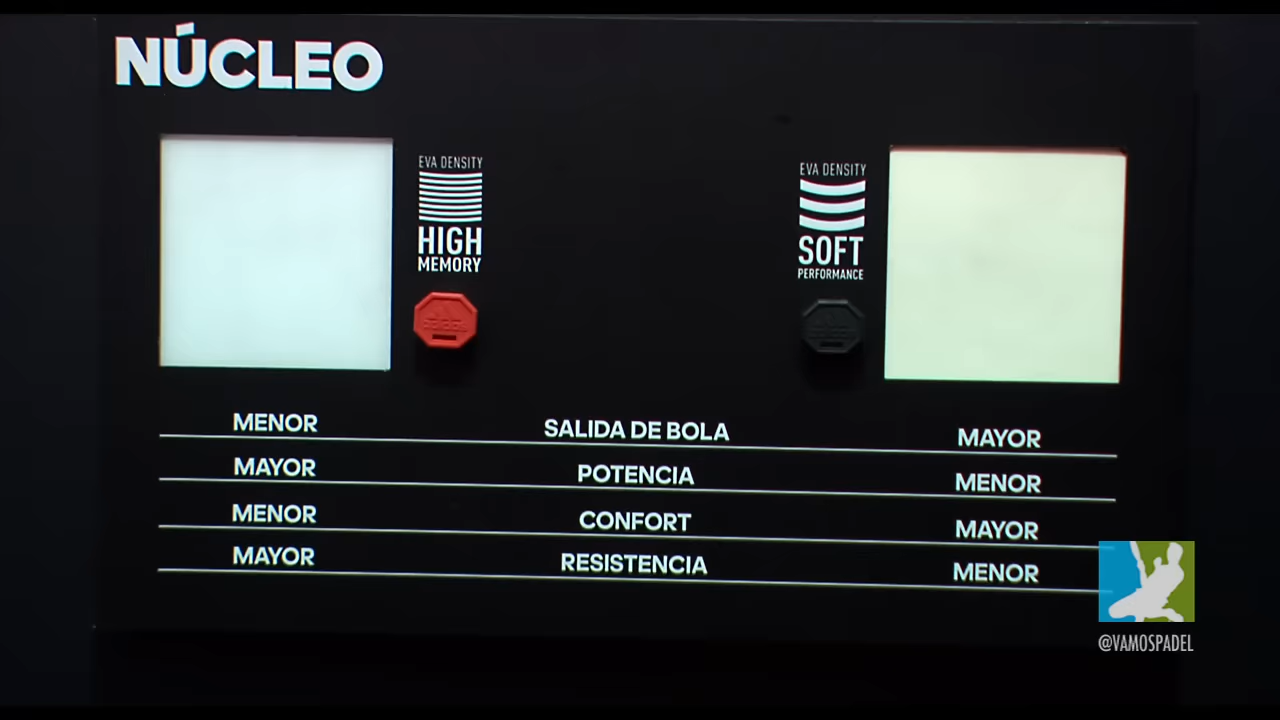 NÚCLEO
EVA DENSITY
HIGH
MEMORY
EVA DENSITY
SOFT
PERFORMANCE
adidas
MENOR SALIDA DE BOLA MAYOR
MAYOR POTENCIA MENOR
MENOR CONFORT MAYOR
MAYOR RESISTENCIA MENOR
@VAMOSPADEL